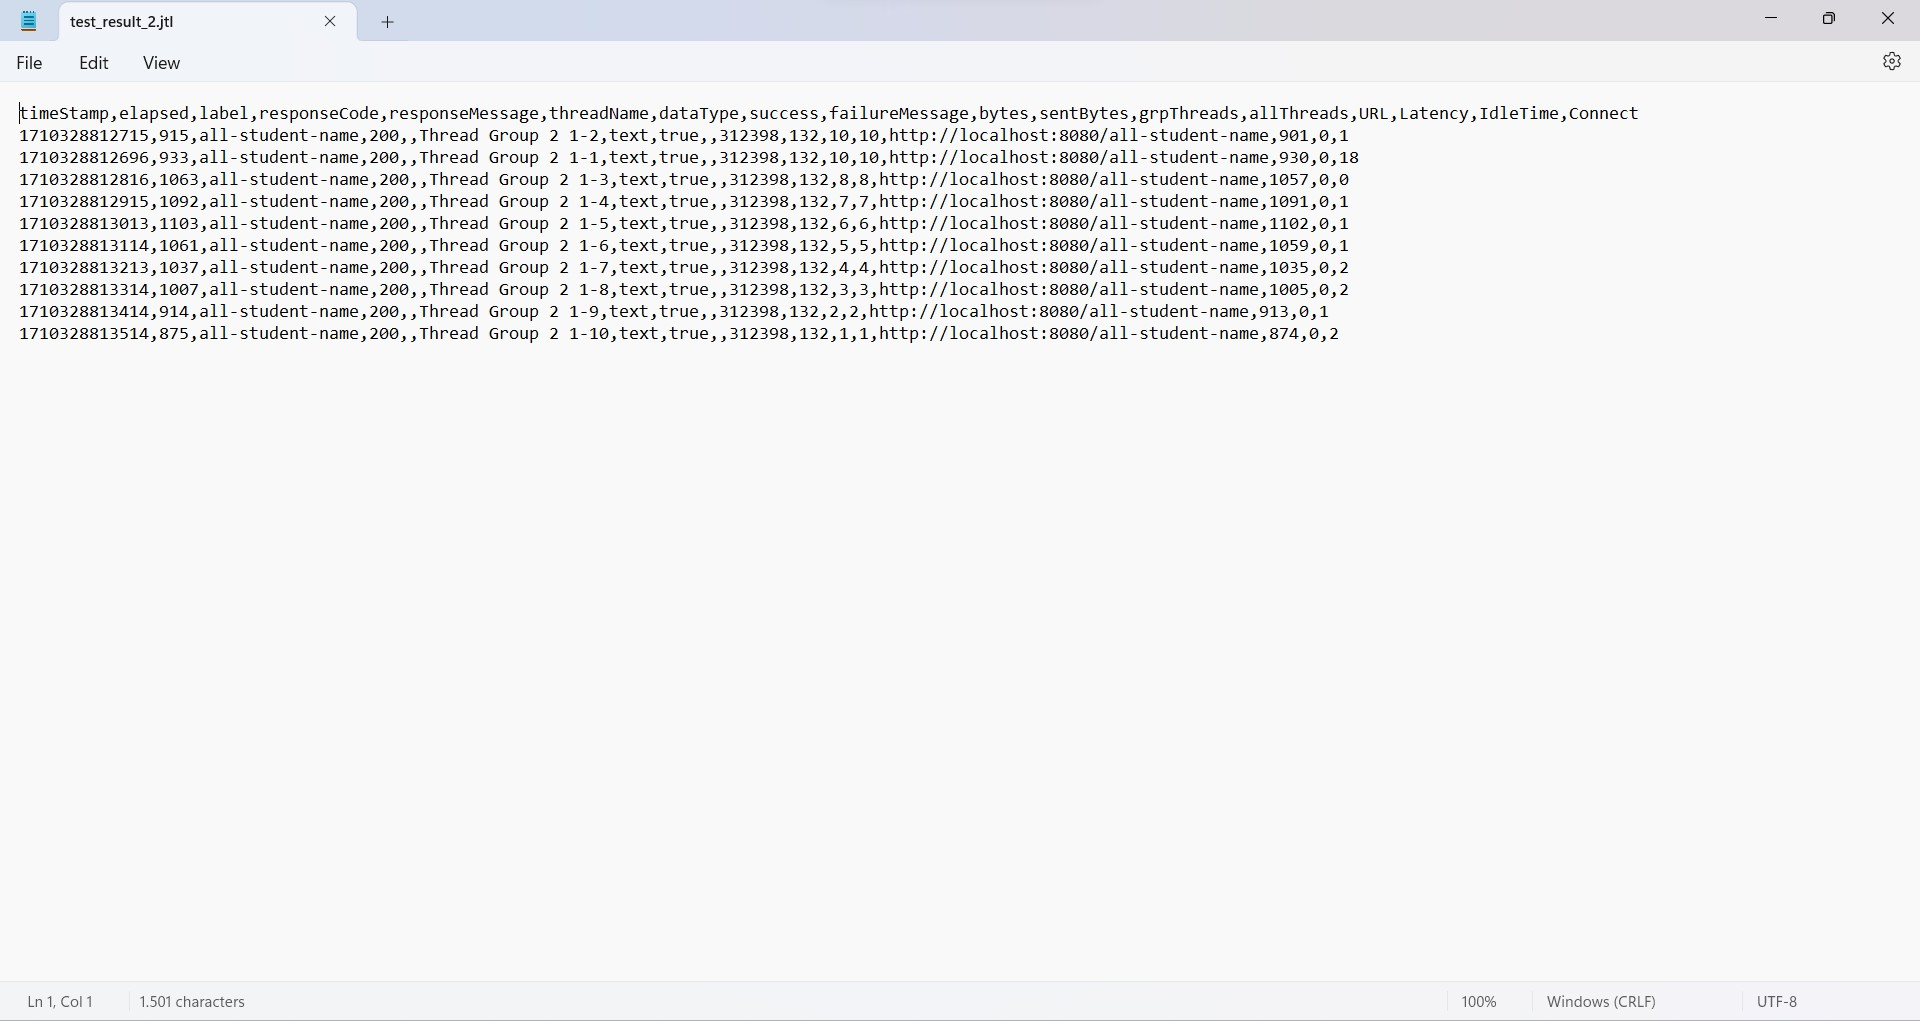 test_result_2.jtl
File Edit View
timeStamp,elapsed,label,responseCode,responseMessage,threadName,dataType,success,failureMessage,bytes,sentBytes,grpThreads,allThreads,URL,Latency,IdleTime,Connect
1710328812715,915,all-student-name,200,,Thread Group 2 1-2,text,true,,312398,132,10,10,http://localhost:8080/all-student-name,901,0,1
1710328812696,933,all-student-name,200,,Thread Group 2 1-1,text,true,,312398,132,10,10,http://localhost:8080/all-student-name,930,0,18
1710328812816,1063,all-student-name,200,,Thread Group 2 1-3,text,true,,312398,132,8,8,http://localhost:8080/all-student-name,1057,0,0
1710328812915,1092,all-student-name,200,,Thread Group 2 1-4,text,true,,312398,132,7,7,http://localhost:8080/all-student-name,1091,0,1
1710328813013,1103,all-student-name,200,,Thread Group 2 1-5,text,true,,312398,132,6,6,http://localhost:8080/all-student-name,1102,0,1
1710328813114,1061,all-student-name,200,,Thread Group 2 1-6,text,true,,312398,132,5,5,http://localhost:8080/all-student-name,1059,0,1
1710328813213,1037,all-student-name,200,,Thread Group 2 1-7,text,true,,312398,132,4,4,http://localhost:8080/all-student-name,1035,0,2
1710328813314,1007,all-student-name,200,,Thread Group 2 1-8,text,true,,312398,132,3,3,http://localhost:8080/all-student-name,1005,0,2
1710328813414,914,all-student-name,200,,Thread Group 2 1-9,text,true,,312398,132,2,2,http://localhost:8080/all-student-name,913,0,1
1710328813514,875,all-student-name,200,,Thread Group 2 1-10,text,true,,312398,132,1,1,http://localhost:8080/all-student-name,874,0,2
Ln 1, Col 1 1.501 characters 100% Windows (CRLF) UTF-8